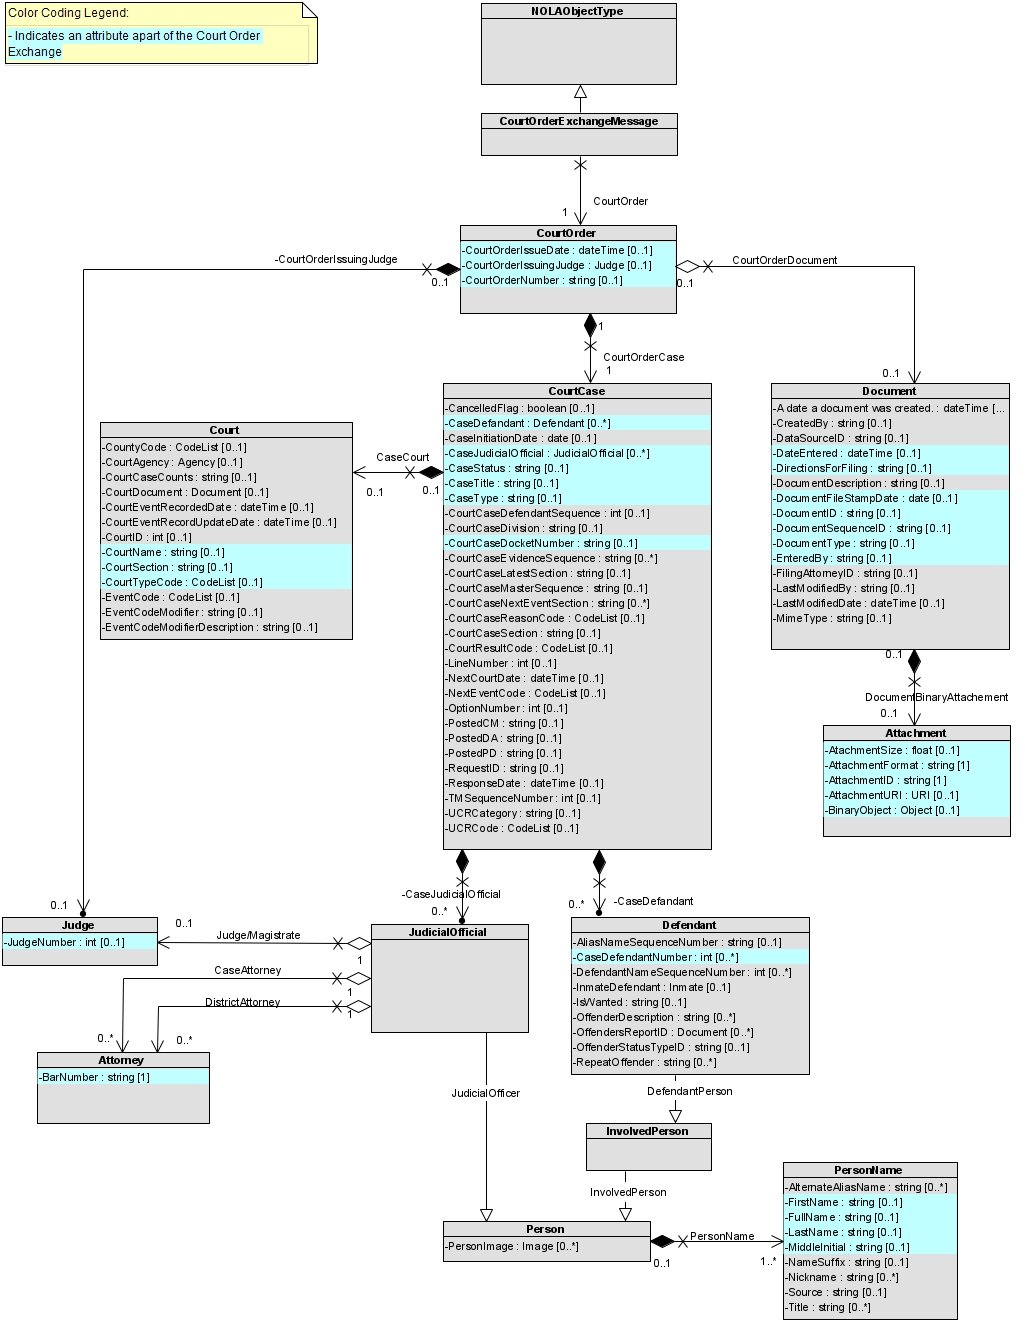 Color Coding Legend:
- Indicates an attribute apart of the Court Order
Exchange
NOLAObjectType
CourtOrderExchangeMessage
CourtOrder
1
CourtOrder
-CourtOrderIssueDate : dateTime [0..1]
-CourtOrderIssuingJudge : Judge [0..1]
-CourtOrderNumber : string [0..1]
-CourtOrderIssuingJudge
0..1
CourtOrderDocument
0..1
1
CourtOrderCase
1
0..1
CourtCase
-CancelledFlag : boolean [0..1]
-CaseDefandant : Defendant [0..*]
-CaseInitiationDate : date [0..1]
-CaseJudicialOfficial : JudicialOfficial [0..*]
-CaseStatus : string [0..1]
-CaseTitle : string [0..1]
-CaseType : string [0..1]
-CourtCaseDefendantSequence : int [0..1]
-CourtCaseDivision : string [0..1]
-CourtCaseDocketNumber : string [0..1]
-CourtCaseEvidenceSequence : string [0..*]
-CourtCaseLatestSection : string [0..1]
-CourtCaseMasterSequence : string [0..1]
-CourtCaseNextEventSection : string [0..*]
-CourtCaseReasonCode : CodeList [0..1]
-CourtCaseSection : string [0..1]
-CourtResultCode : CodeList [0..1]
-LineNumber : int [0..1]
-NextCourtDate : dateTime [0..1]
-NextEventCode : CodeList [0..1]
-OptionNumber : int [0..1]
-PostedCM : string [0..1]
-PostedDA : string [0..1]
-PostedPD : string [0..1]
-RequestID : string [0..1]
-ResponseDate : dateTime [0..1]
-TMSequenceNumber : int [0..1]
-UCRCategory : string [0..1]
-UCRCode : CodeList [0..1]
Court
-CountyCode : CodeList [0..1]
-CourtAgency : Agency [0..1]
-CourtCaseCounts : string [0..1]
-CourtDocument : Document [0..1]
-CourtEventRecordedDate : dateTime [0..1]
-CourtEventRecordUpdateDate : dateTime [0..1]
-CourtID : int [0..1]
-CourtName : string [0..1]
-CourtSection : string [0..1]
-CourtTypeCode : CodeList [0..1]
-EventCode : CodeList [0..1]
-EventCodeModifier : string [0..1]
-EventCodeModifierDescription : string [0..1]
CaseCourt
0..1
0..1
Document
-A date a document was created. : dateTime [...
-CreatedBy : string [0..1]
-DataSourceID : string [0..1]
-DateEntered : dateTime [0..1]
-DirectionsForFiling : string [0..1]
-DocumentDescription : string [0..1]
-DocumentFileStampDate : date [0..1]
-DocumentID : string [0..1]
-DocumentSequenceID : string [0..1]
-DocumentType : string [0..1]
-EnteredBy : string [0..1]
-FilingAttorneyID : string [0..1]
-LastModifiedBy : string [0..1]
-LastModifiedDate : dateTime [0..1]
-MimeType : string [0..1]
0..1
DocumentBinaryAttachement
0..1
Attachment
-AtachmentSize : float [0..1]
-AttachmentFormat : string [1]
-AttachmentID : string [1]
-AttachmentURI : URI [0..1]
-BinaryObject : Object [0..1]
-CaseJudicialOfficial
0..*
-CaseDefandant
0..*
0..1
Judge
-JudgeNumber : int [0..1]
0..1
Judge/Magistrate
1
CaseAttorney
1
DistrictAttorney
1
0..*
0..*
JudicialOfficial
Attorney
-BarNumber : string [1]
Defendant
-AliasNameSequenceNumber : string [0..1]
-CaseDefendantNumber : int [0..*]
-DefendantNameSequenceNumber : int [0..*]
-InmateDefendant : Inmate [0..1]
-IsWanted : string [0..1]
-OffenderDescription : string [0..*]
-OffendersReportID : Document [0..*]
-OffenderStatusTypeID : string [0..1]
-RepeatOffender : string [0..*]
JudicialOfficer
DefendantPerson
InvolvedPerson
InvolvedPerson
Person
-PersonImage : Image [0..*]
PersonName
0..1
1..*
PersonName
-AlternateAliasName : string [0..*]
-FirstName : string [0..1]
-FullName : string [0..1]
-LastName : string [0..1]
-MiddleInitial : string [0..1]
-NameSuffix : string [0..1]
-Nickname : string [0..*]
-Source : string [0..1]
-Title : string [0..*]